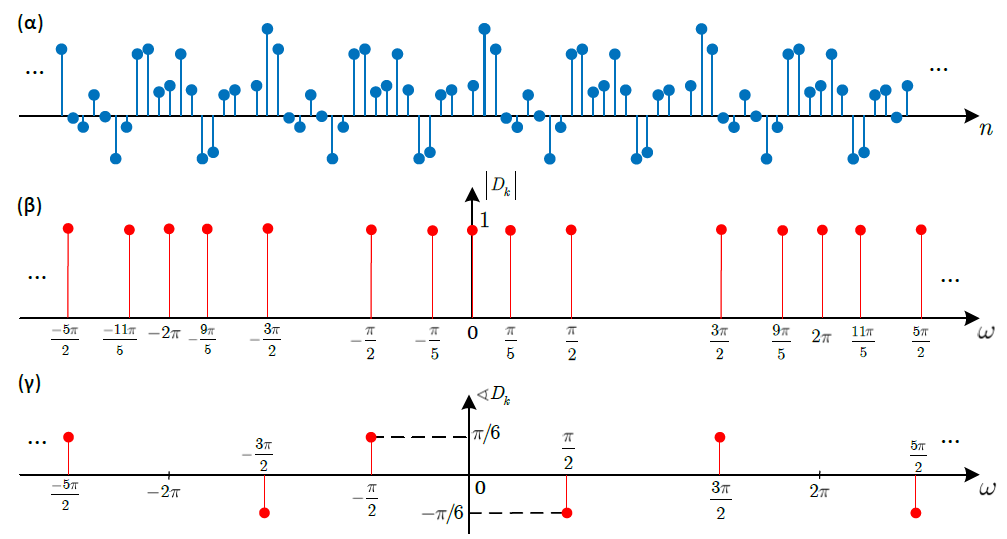 (α)
... ...
n
(β)
|D_k|
1
... ...
-5π/2 -11π/5 -2π -9π/5 -3π/2 -π/2 -π/5 0 π/5 π/2 3π/2 9π/5 2π 11π/5 5π/2 ω
(γ)
∢D_k
... π/6 ...
-3π/2 π/2 5π/2
-5π/2 -2π -π/2 0 3π/2 2π ω
-π/6